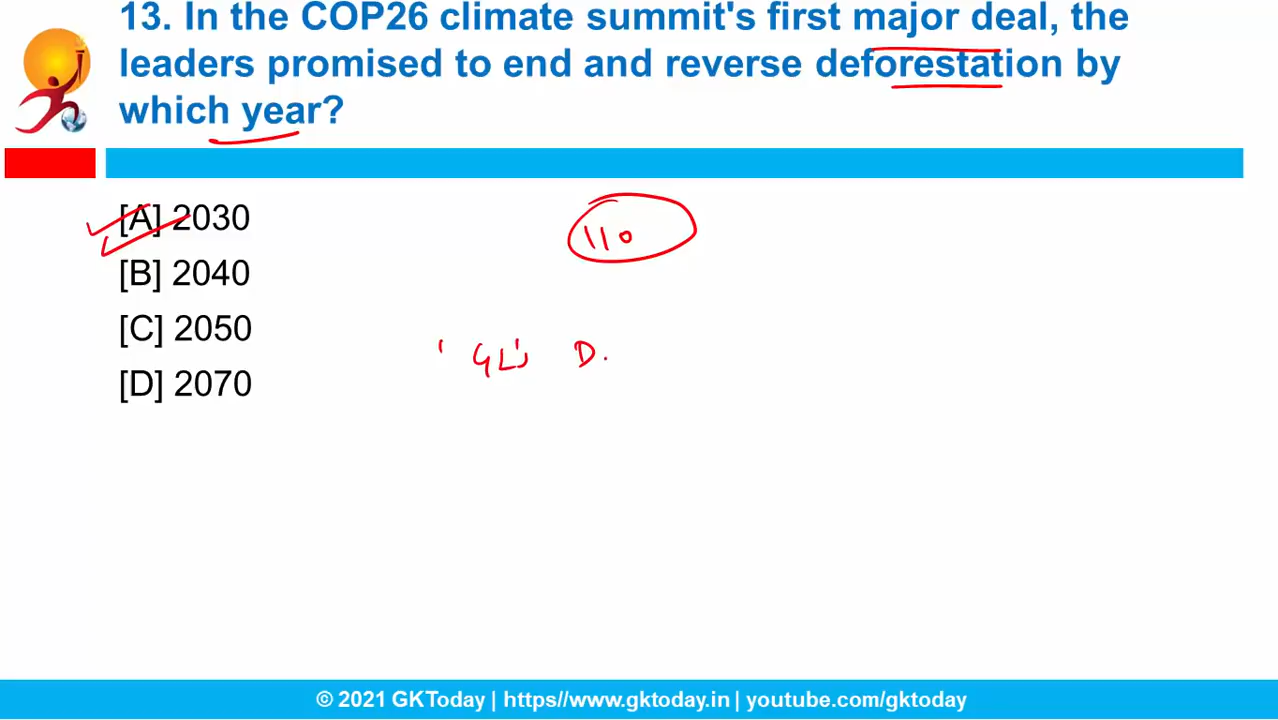 13. In the COP26 climate summit's first major deal, the
leaders promised to end and reverse deforestation by
which year?
[A] 2030
110
[B] 2040
[C] 2050
[D] 2070
© 2021 GKToday | https//www.gktoday.in | youtube.com/gktoday